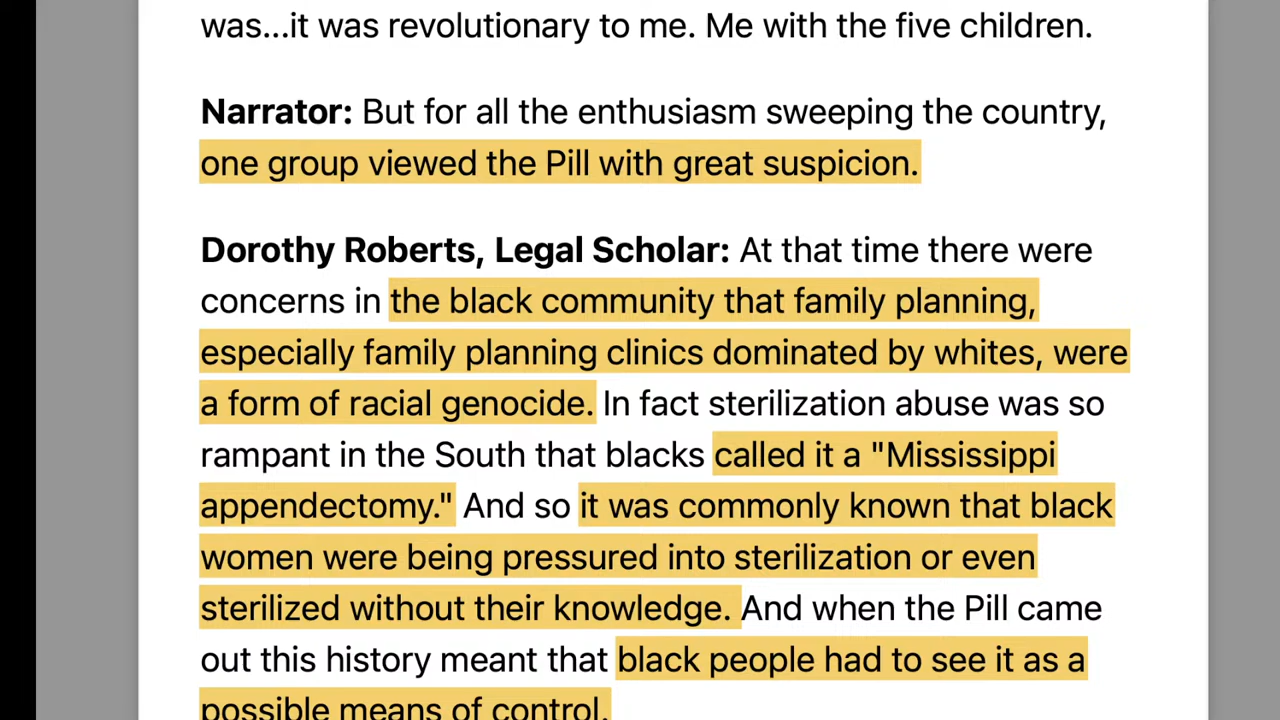 was...it was revolutionary to me. Me with the five children.
Narrator: But for all the enthusiasm sweeping the country,
one group viewed the Pill with great suspicion.
Dorothy Roberts, Legal Scholar: At that time there were
concerns in the black community that family planning,
especially family planning clinics dominated by whites, were
a form of racial genocide. In fact sterilization abuse was so
rampant in the South that blacks called it a "Mississippi
appendectomy." And so it was commonly known that black
women were being pressured into sterilization or even
sterilized without their knowledge. And when the Pill came
out this history meant that black people had to see it as a
possible means of control.